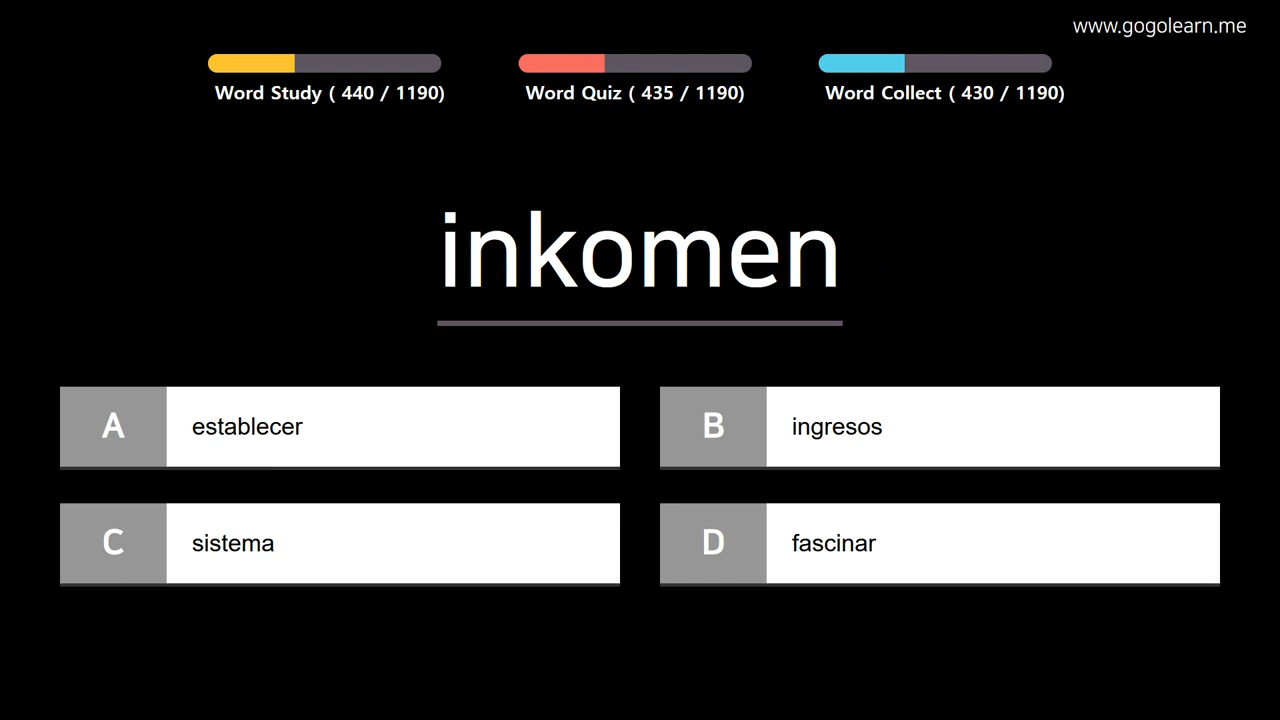 www.gogolearn.me
Word Study ( 440 / 1190)
Word Quiz ( 435 / 1190)
Word Collect ( 430 / 1190)
inkomen
A establecer
B ingresos
C sistema
D fascinar